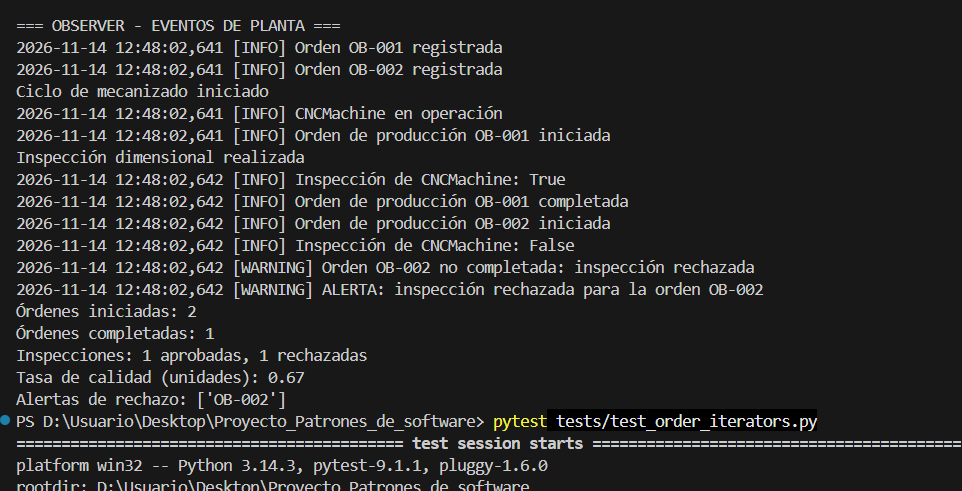 === OBSERVER - EVENTOS DE PLANTA ===
2026-11-14 12:48:02,641 [INFO] Orden OB-001 registrada
2026-11-14 12:48:02,641 [INFO] Orden OB-002 registrada
Ciclo de mecanizado iniciado
2026-11-14 12:48:02,641 [INFO] CNCMachine en operación
2026-11-14 12:48:02,641 [INFO] Orden de producción OB-001 iniciada
Inspección dimensional realizada
2026-11-14 12:48:02,642 [INFO] Inspección de CNCMachine: True
2026-11-14 12:48:02,642 [INFO] Orden de producción OB-001 completada
2026-11-14 12:48:02,642 [INFO] Orden de producción OB-002 iniciada
2026-11-14 12:48:02,642 [INFO] Inspección de CNCMachine: False
2026-11-14 12:48:02,642 [WARNING] Orden OB-002 no completada: inspección rechazada
2026-11-14 12:48:02,642 [WARNING] ALERTA: inspección rechazada para la orden OB-002
Órdenes iniciadas: 2
Órdenes completadas: 1
Inspecciones: 1 aprobadas, 1 rechazadas
Tasa de calidad (unidades): 0.67
Alertas de rechazo: ['OB-002']
PS D:\Usuario\Desktop\Proyecto_Patrones_de_software> pytest tests/test_order_iterators.py
========================================== test session starts ======================================
platform win32 -- Python 3.14.3, pytest-9.1.1, pluggy-1.6.0
rootdir: D:\Usuario\Desktop\Proyecto_Patrones_de_software